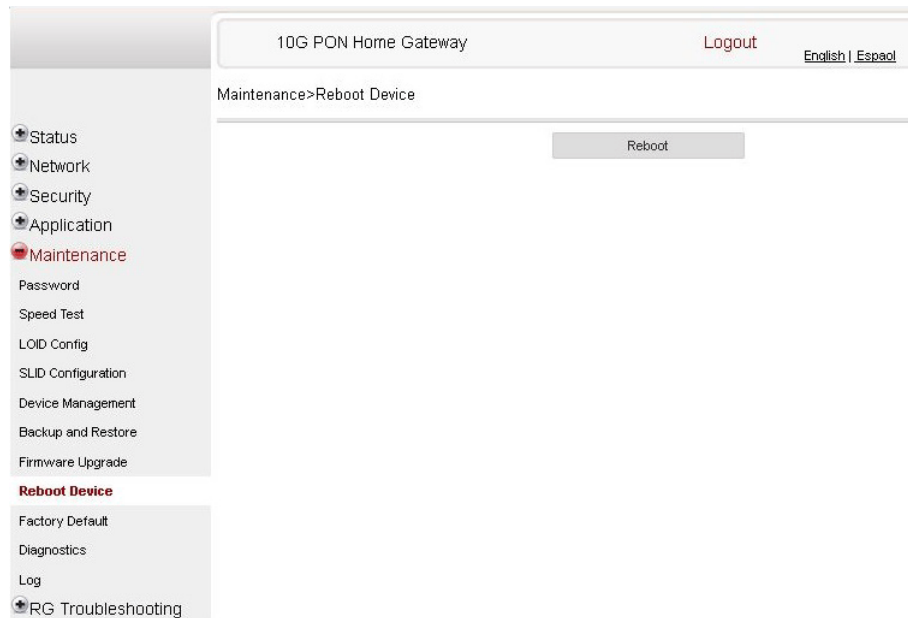 10G PON Home Gateway
Logout
English | Espaol
Maintenance>Reboot Device
Reboot
Status
Network
Security
Application
Maintenance
Password
Speed Test
LOID Config
SLID Configuration
Device Management
Backup and Restore
Firmware Upgrade
Reboot Device
Factory Default
Diagnostics
Log
RG Troubleshooting